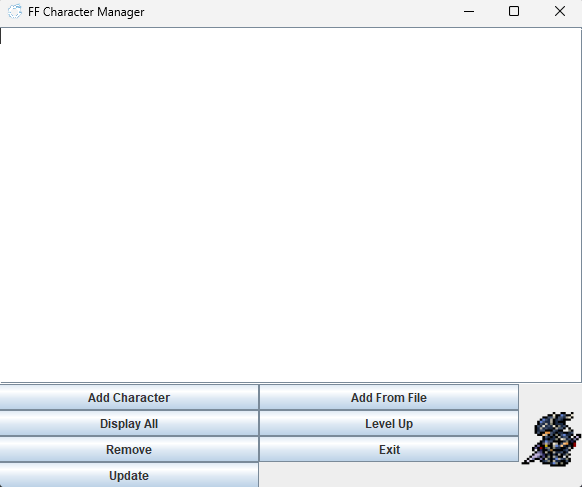 FF Character Manager
Add Character
Add From File
Display All
Level Up
Remove
Exit
Update